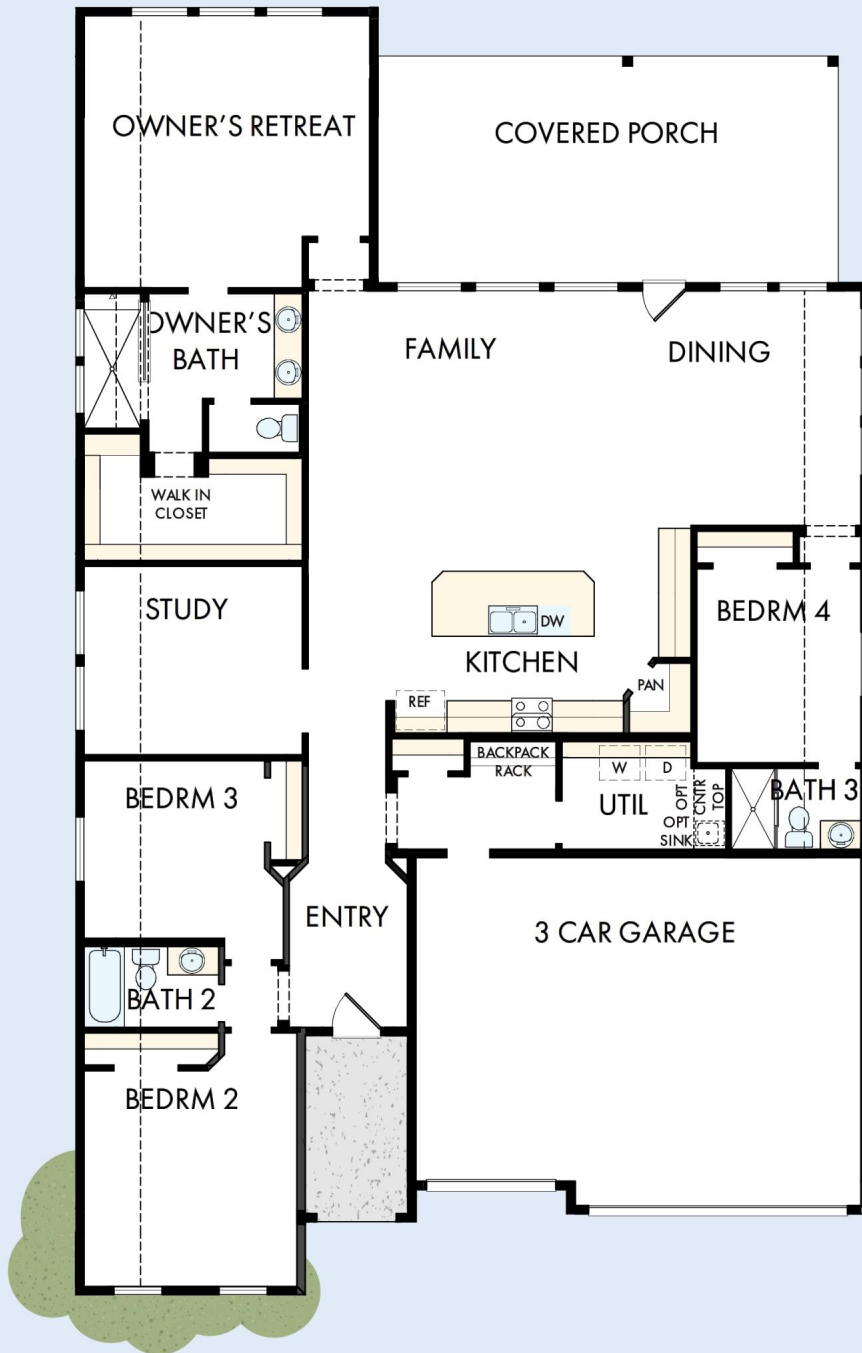 OWNER'S RETREAT
COVERED PORCH
OWNER'S
BATH
FAMILY
DINING
WALK IN
CLOSET
STUDY
DW
KITCHEN
BEDRM 4
PAN
REF
BACKPACK
RACK
W
D
UTIL
OPT
CNTR
TOP
OPT
SINK
BATH 3
BEDRM 3
ENTRY
3 CAR GARAGE
BATH 2
BEDRM 2